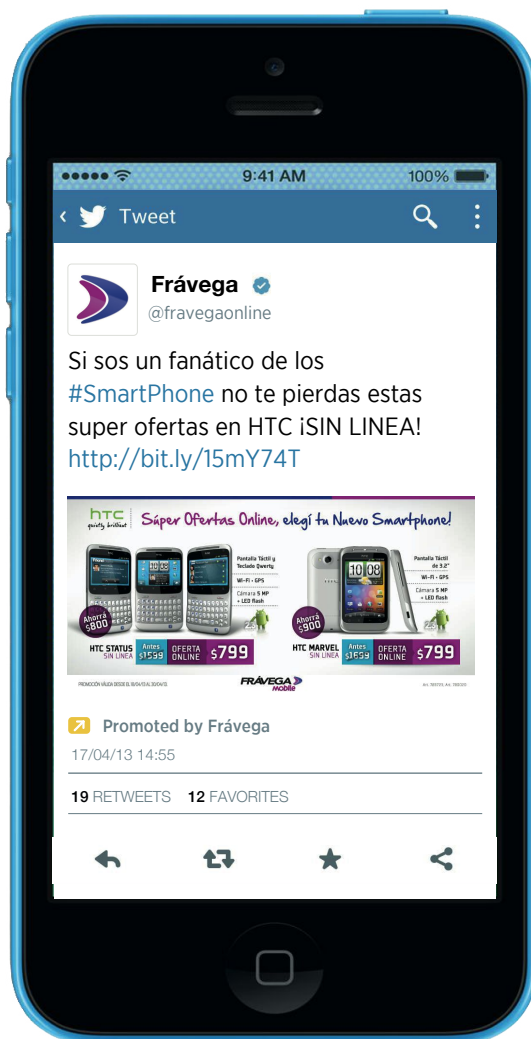 9:41 AM
100%
Tweet
Frávega
@fravegaonline
Si sos un fanático de los
#SmartPhone no te pierdas estas
super ofertas en HTC ¡SIN LINEA!
http://bit.ly/15mY74T
htc
quietly brilliant
Súper Ofertas Online, elegí tu Nuevo Smartphone!
Pantalla Táctil y
Teclado Qwerty
Wi-Fi · GPS
Cámara 5 MP
+ LED flash
2.3
Ahorrá
$800
HTC STATUS
SIN LINEA
Antes
$1599
OFERTA
ONLINE
$799
Pantalla Táctil
de 3.2"
Wi-Fi · GPS
Cámara 5 MP
+ LED flash
2.3
Ahorrá
$900
HTC MARVEL
SIN LINEA
Antes
$1699
OFERTA
ONLINE
$799
FRÁVEGA
mobile
Promoted by Frávega
17/04/13 14:55
19 RETWEETS 12 FAVORITES